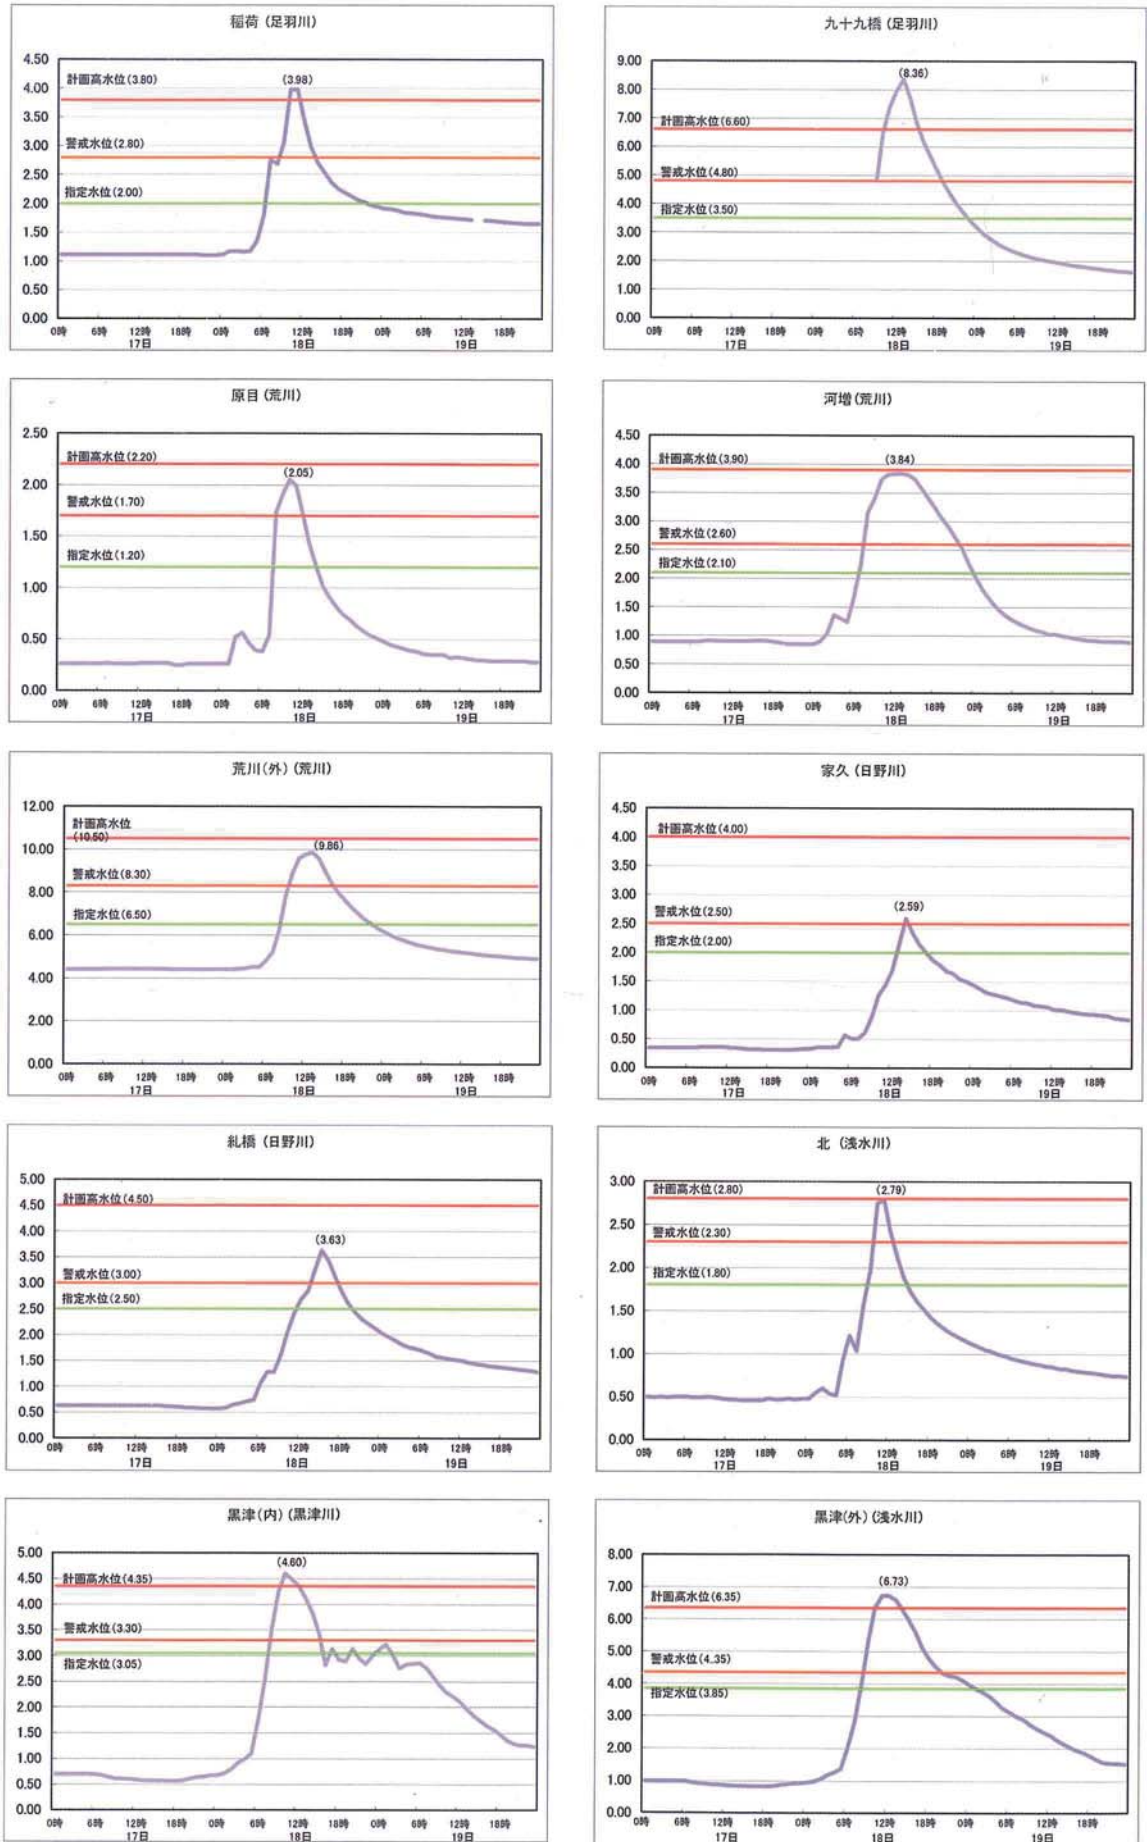 稲荷 (足羽川)
4.50
4.00
3.50
3.00
2.50
2.00
1.50
1.00
0.50
0.00
計画高水位(3.80)
(3.98)
警戒水位(2.80)
指定水位(2.00)
0時 6時 12時 18時 0時 6時 12時 18時 0時 6時 12時 18時
17日 18日 19日
九十九橋 (足羽川)
9.00
8.00
7.00
6.00
5.00
4.00
3.00
2.00
1.00
0.00
(8.36)
計画高水位(6.60)
警戒水位(4.80)
指定水位(3.50)
0時 6時 12時 18時 0時 6時 12時 18時 0時 6時 12時 18時
17日 18日 19日
原目 (荒川)
2.50
2.00
1.50
1.00
0.50
0.00
計画高水位(2.20)
(2.05)
警戒水位(1.70)
指定水位(1.20)
0時 6時 12時 18時 0時 6時 12時 18時 0時 6時 12時 18時
17日 18日 19日
河増(荒川)
4.50
4.00
3.50
3.00
2.50
2.00
1.50
1.00
0.50
0.00
計画高水位(3.90)
(3.84)
警戒水位(2.60)
指定水位(2.10)
0時 6時 12時 18時 0時 6時 12時 18時 0時 6時 12時 18時
17日 18日 19日
荒川(外) (荒川)
12.00
10.00
8.00
6.00
4.00
2.00
0.00
計画高水位
(10.50)
(9.86)
警戒水位(8.30)
指定水位(6.50)
0時 6時 12時 18時 0時 6時 12時 18時 0時 6時 12時 18時
17日 18日 19日
家久 (日野川)
4.50
4.00
3.50
3.00
2.50
2.00
1.50
1.00
0.50
0.00
計画高水位(4.00)
(2.59)
警戒水位(2.50)
指定水位(2.00)
0時 6時 12時 18時 0時 6時 12時 18時 0時 6時 12時 18時
17日 18日 19日
糺橋 (日野川)
5.00
4.50
4.00
3.50
3.00
2.50
2.00
1.50
1.00
0.50
0.00
計画高水位(4.50)
(3.63)
警戒水位(3.00)
指定水位(2.50)
0時 6時 12時 18時 0時 6時 12時 18時 0時 6時 12時 18時
17日 18日 19日
北 (浅水川)
3.00
2.50
2.00
1.50
1.00
0.50
0.00
計画高水位(2.80)
(2.79)
警戒水位(2.30)
指定水位(1.80)
0時 6時 12時 18時 0時 6時 12時 18時 0時 6時 12時 18時
17日 18日 19日
黒津(内) (黒津川)
5.00
4.50
4.00
3.50
3.00
2.50
2.00
1.50
1.00
0.50
0.00
(4.60)
計画高水位(4.35)
警戒水位(3.30)
指定水位(3.05)
0時 6時 12時 18時 0時 6時 12時 18時 0時 6時 12時 18時
17日 18日 19日
黒津(外) (浅水川)
8.00
7.00
6.00
5.00
4.00
3.00
2.00
1.00
0.00
(6.73)
計画高水位(6.35)
警戒水位(4.35)
指定水位(3.85)
0時 6時 12時 18時 0時 6時 12時 18時 0時 6時 12時 18時
17日 18日 19日